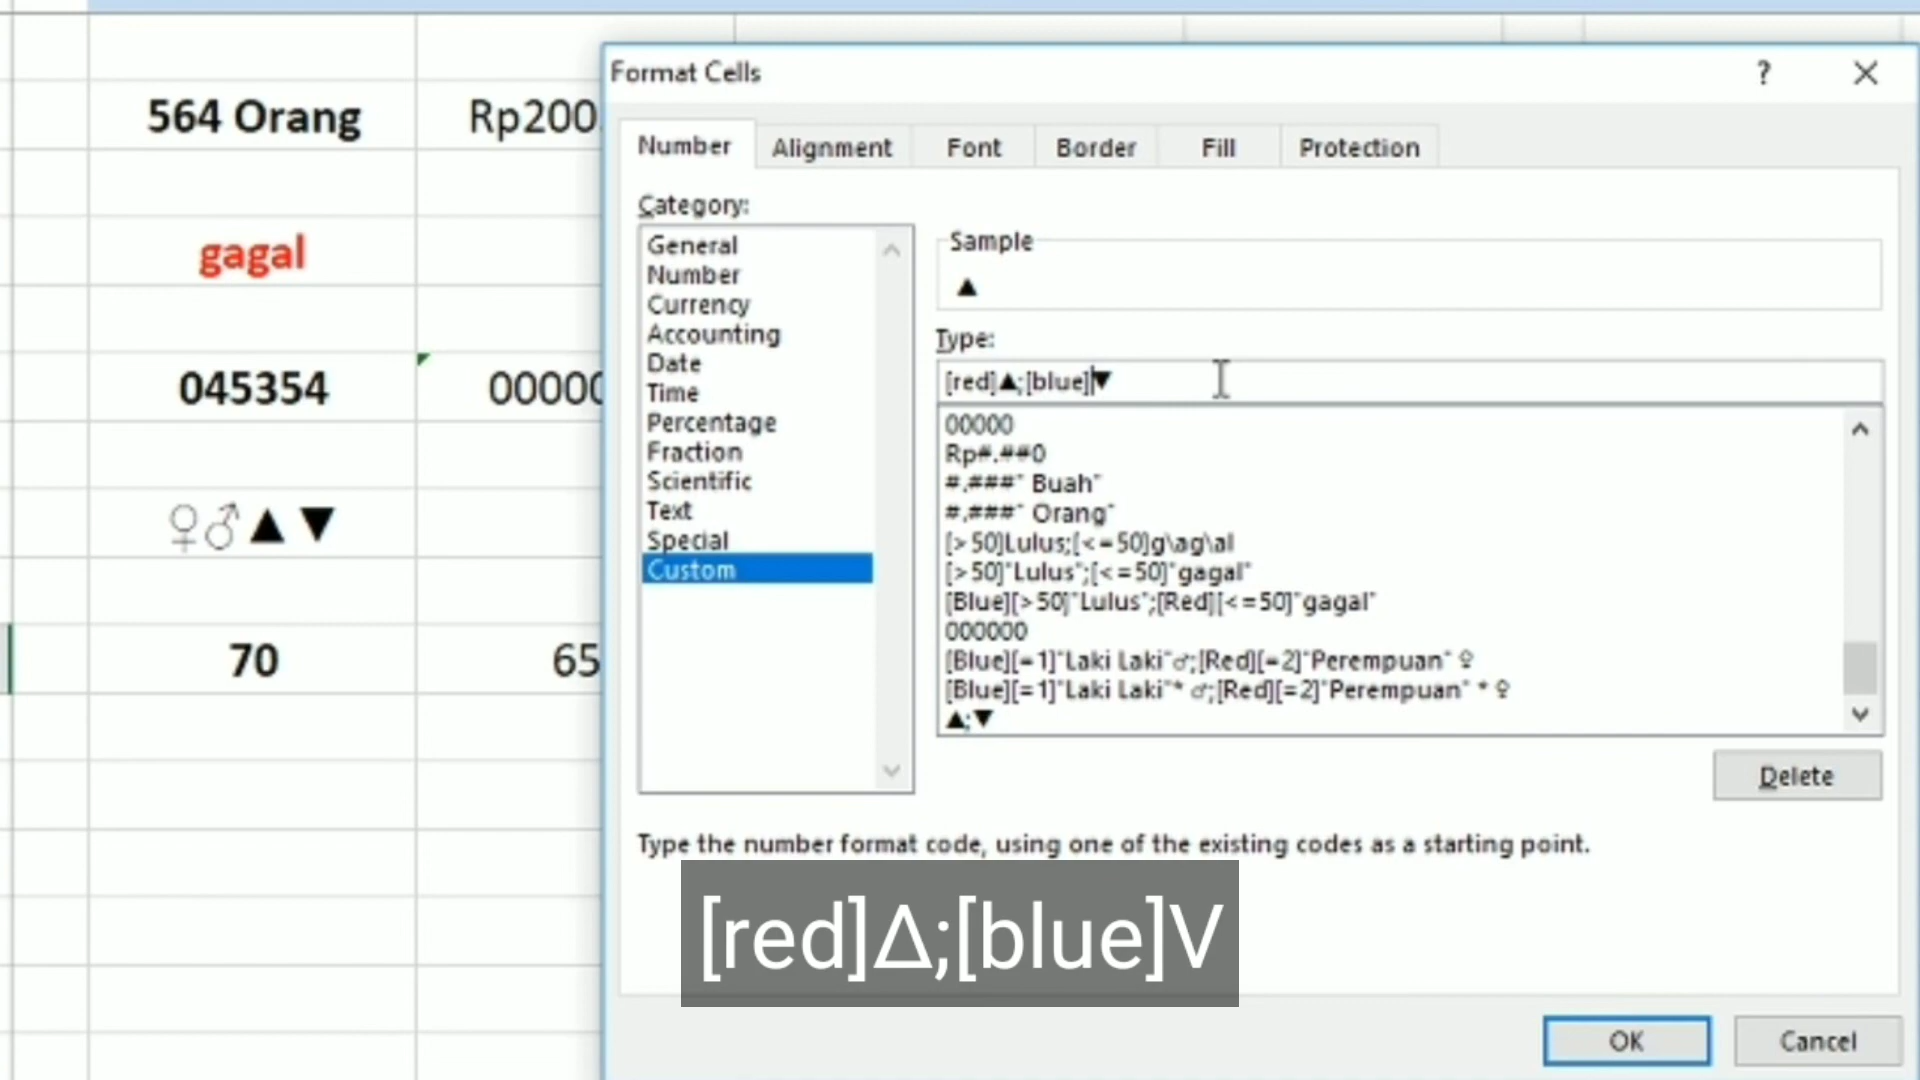 Format Cells
?
564 Orang
Rp200.
Number
Alignment
Font
Border
Fill
Protection
Category:
General
Number
Currency
Accounting
Date
Time
Percentage
Fraction
Scientific
Text
Special
Custom
Sample
▲
Type:
[red]▲;[blue]▼
00000
Rp#.##0
#.###" Buah"
#.###" Orang"
[>50]Lulus;[<=50]g\ag\al
[>50]"Lulus";[<=50]"gagal"
[Blue][>50]"Lulus";[Red][<=50]"gagal"
000000
[Blue][=1]"Laki Laki"♂;[Red][=2]"Perempuan" ♀
[Blue][=1]"Laki Laki"* ♂;[Red][=2]"Perempuan" * ♀
▲;▼
gagal
045354
0000
♀♂▲▼
70
65
Delete
Type the number format code, using one of the existing codes as a starting point.
[red]Δ;[blue]V
OK
Cancel